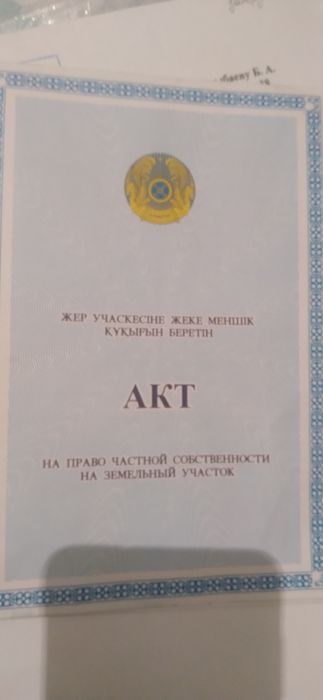 Б. А.
ЖЕР УЧАСКЕСІНЕ ЖЕКЕ МЕНШІК
ҚҰҚЫҒЫН БЕРЕТІН
АКТ
НА ПРАВО ЧАСТНОЙ СОБСТВЕННОСТИ
НА ЗЕМЕЛЬНЫЙ УЧАСТОК